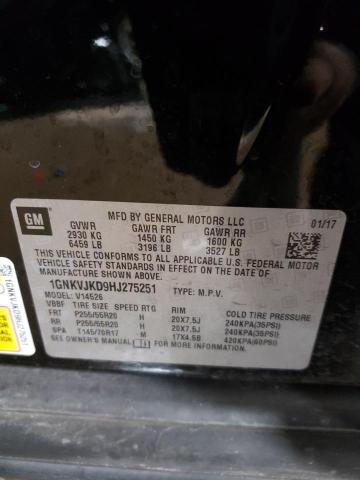 GM
MFD BY GENERAL MOTORS LLC
01/17
GVWR GAWR FRT GAWR RR
2930 KG 1450 KG 1600 KG
6459 LB 3196 LB 3527 LB
THIS VEHICLE CONFORMS TO ALL APPLICABLE U.S. FEDERAL MOTOR
VEHICLE SAFETY STANDARDS IN EFFECT ON THE DATE OF
MANUFACTURE SHOWN ABOVE.
1GNKVJKD9HJ275251 TYPE: M.P.V.
MODEL: V14526
VBBF TIRE SIZE SPEED RTG RIM COLD TIRE PRESSURE
FRT P255/55R20 H 20X7.5J 240KPA(35PSI)
RR P255/55R20 H 20X7.5J 240KPA(35PSI)
SPA T145/70R17 M 17X4.5B 420KPA(60PSI)
SEE OWNER'S MANUAL FOR ADDITIONAL INFORMATION.